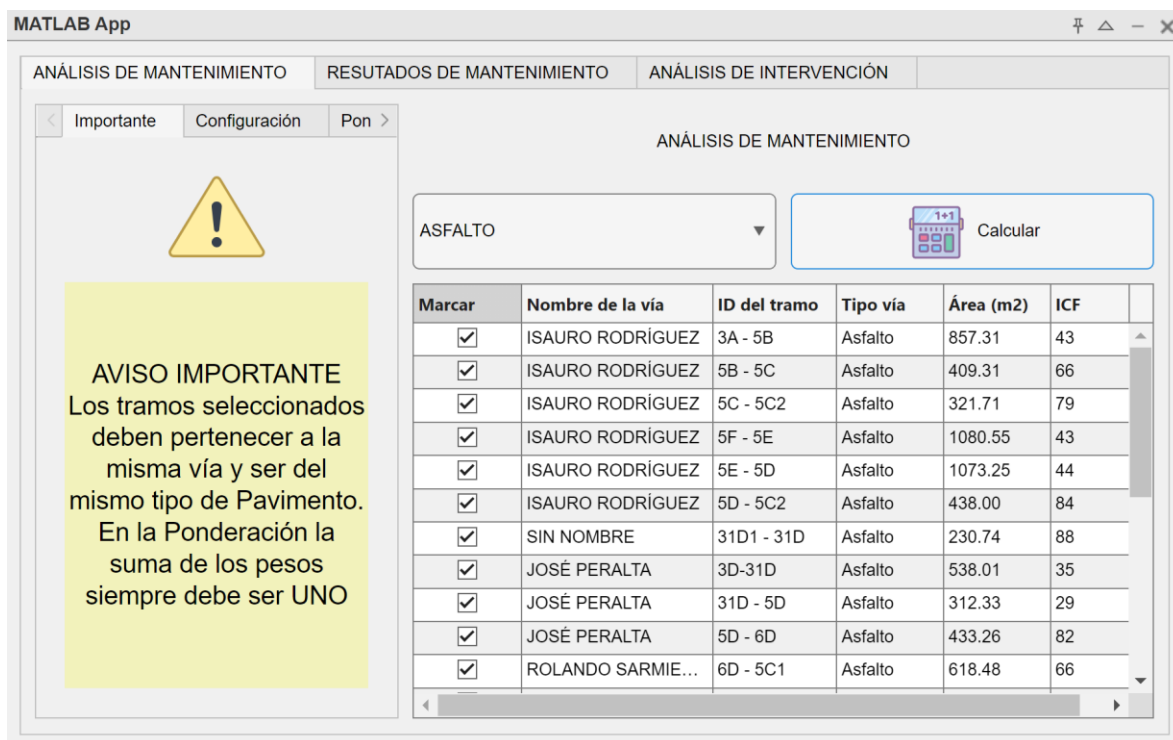 MATLAB App
ANÁLISIS DE MANTENIMIENTO RESUTADOS DE MANTENIMIENTO ANÁLISIS DE INTERVENCIÓN
Importante Configuración Pon
AVISO IMPORTANTE
Los tramos seleccionados
deben pertenecer a la
misma vía y ser del
mismo tipo de Pavimento.
En la Ponderación la
suma de los pesos
siempre debe ser UNO
ANÁLISIS DE MANTENIMIENTO
ASFALTO
1+1 Calcular
Marcar Nombre de la vía ID del tramo Tipo vía Área (m2) ICF
ISAURO RODRÍGUEZ 3A - 5B Asfalto 857.31 43
ISAURO RODRÍGUEZ 5B - 5C Asfalto 409.31 66
ISAURO RODRÍGUEZ 5C - 5C2 Asfalto 321.71 79
ISAURO RODRÍGUEZ 5F - 5E Asfalto 1080.55 43
ISAURO RODRÍGUEZ 5E - 5D Asfalto 1073.25 44
ISAURO RODRÍGUEZ 5D - 5C2 Asfalto 438.00 84
SIN NOMBRE 31D1 - 31D Asfalto 230.74 88
JOSÉ PERALTA 3D-31D Asfalto 538.01 35
JOSÉ PERALTA 31D - 5D Asfalto 312.33 29
JOSÉ PERALTA 5D - 6D Asfalto 433.26 82
ROLANDO SARMIE... 6D - 5C1 Asfalto 618.48 66